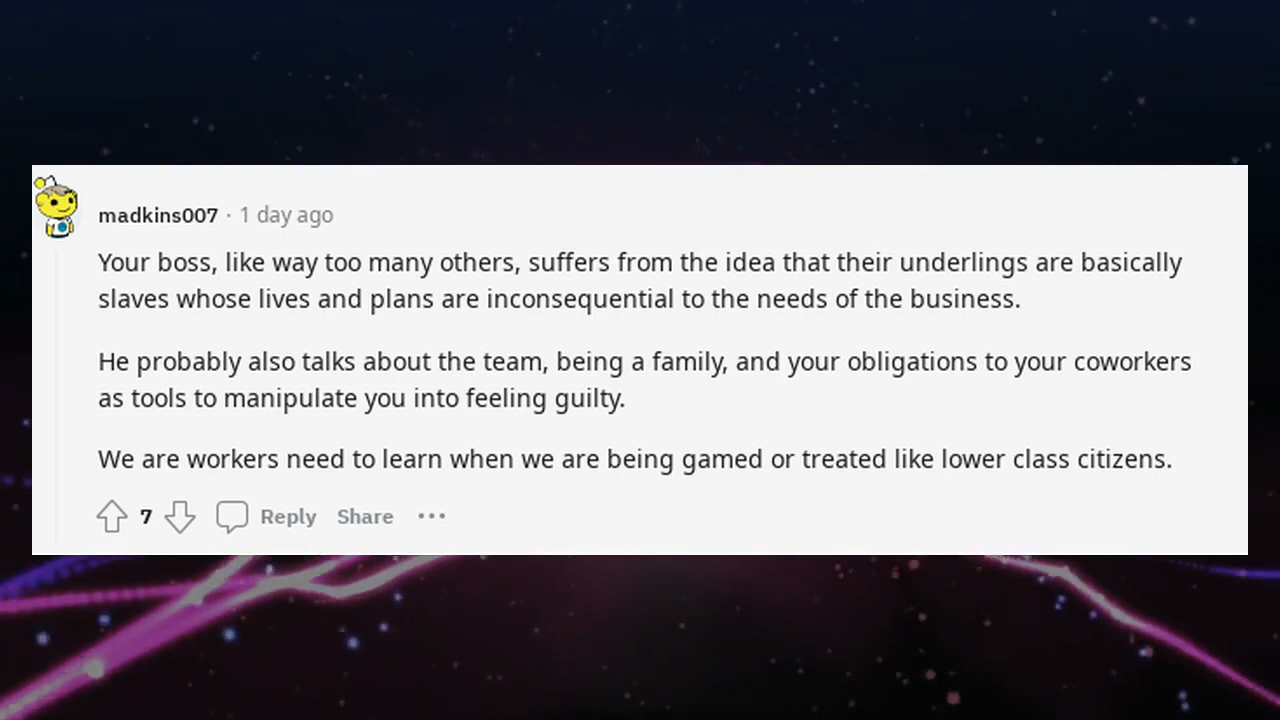 madkins007 · 1 day ago
Your boss, like way too many others, suffers from the idea that their underlings are basically
slaves whose lives and plans are inconsequential to the needs of the business.
He probably also talks about the team, being a family, and your obligations to your coworkers
as tools to manipulate you into feeling guilty.
We are workers need to learn when we are being gamed or treated like lower class citizens.
7 Reply Share ···